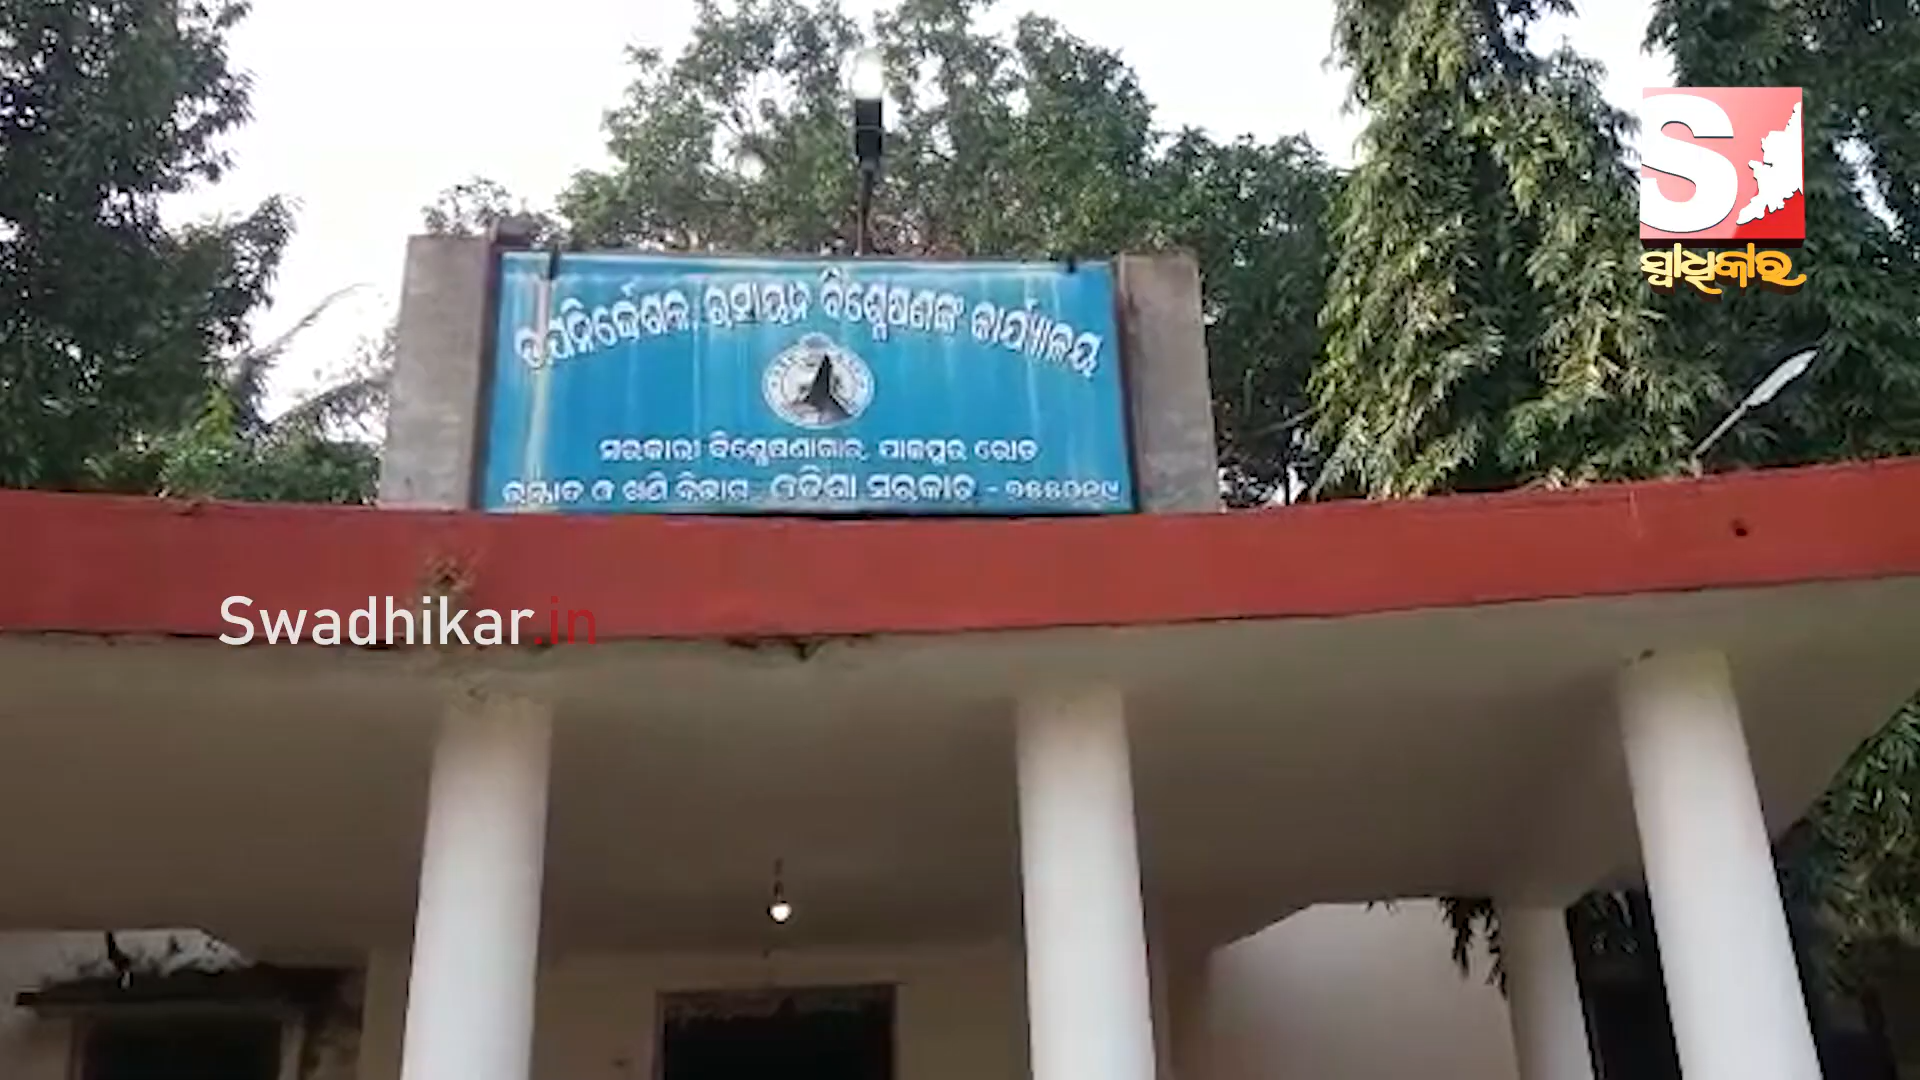 ଉପନିର୍ଦ୍ଦେଶକ, ରସାୟନ ବିଶ୍ଳେଷଣଙ୍କ କାର୍ଯ୍ୟାଳୟ
ସରକାରୀ ବିଶ୍ଳେଷଣାଗାର, ଯାଜପୁର ରୋଡ
ଇସ୍ପାତ ଓ ଖଣି ବିଭାଗ, ଓଡିଶା ସରକାର -
ସ୍ୱାଧିକାର
Swadhikar.in